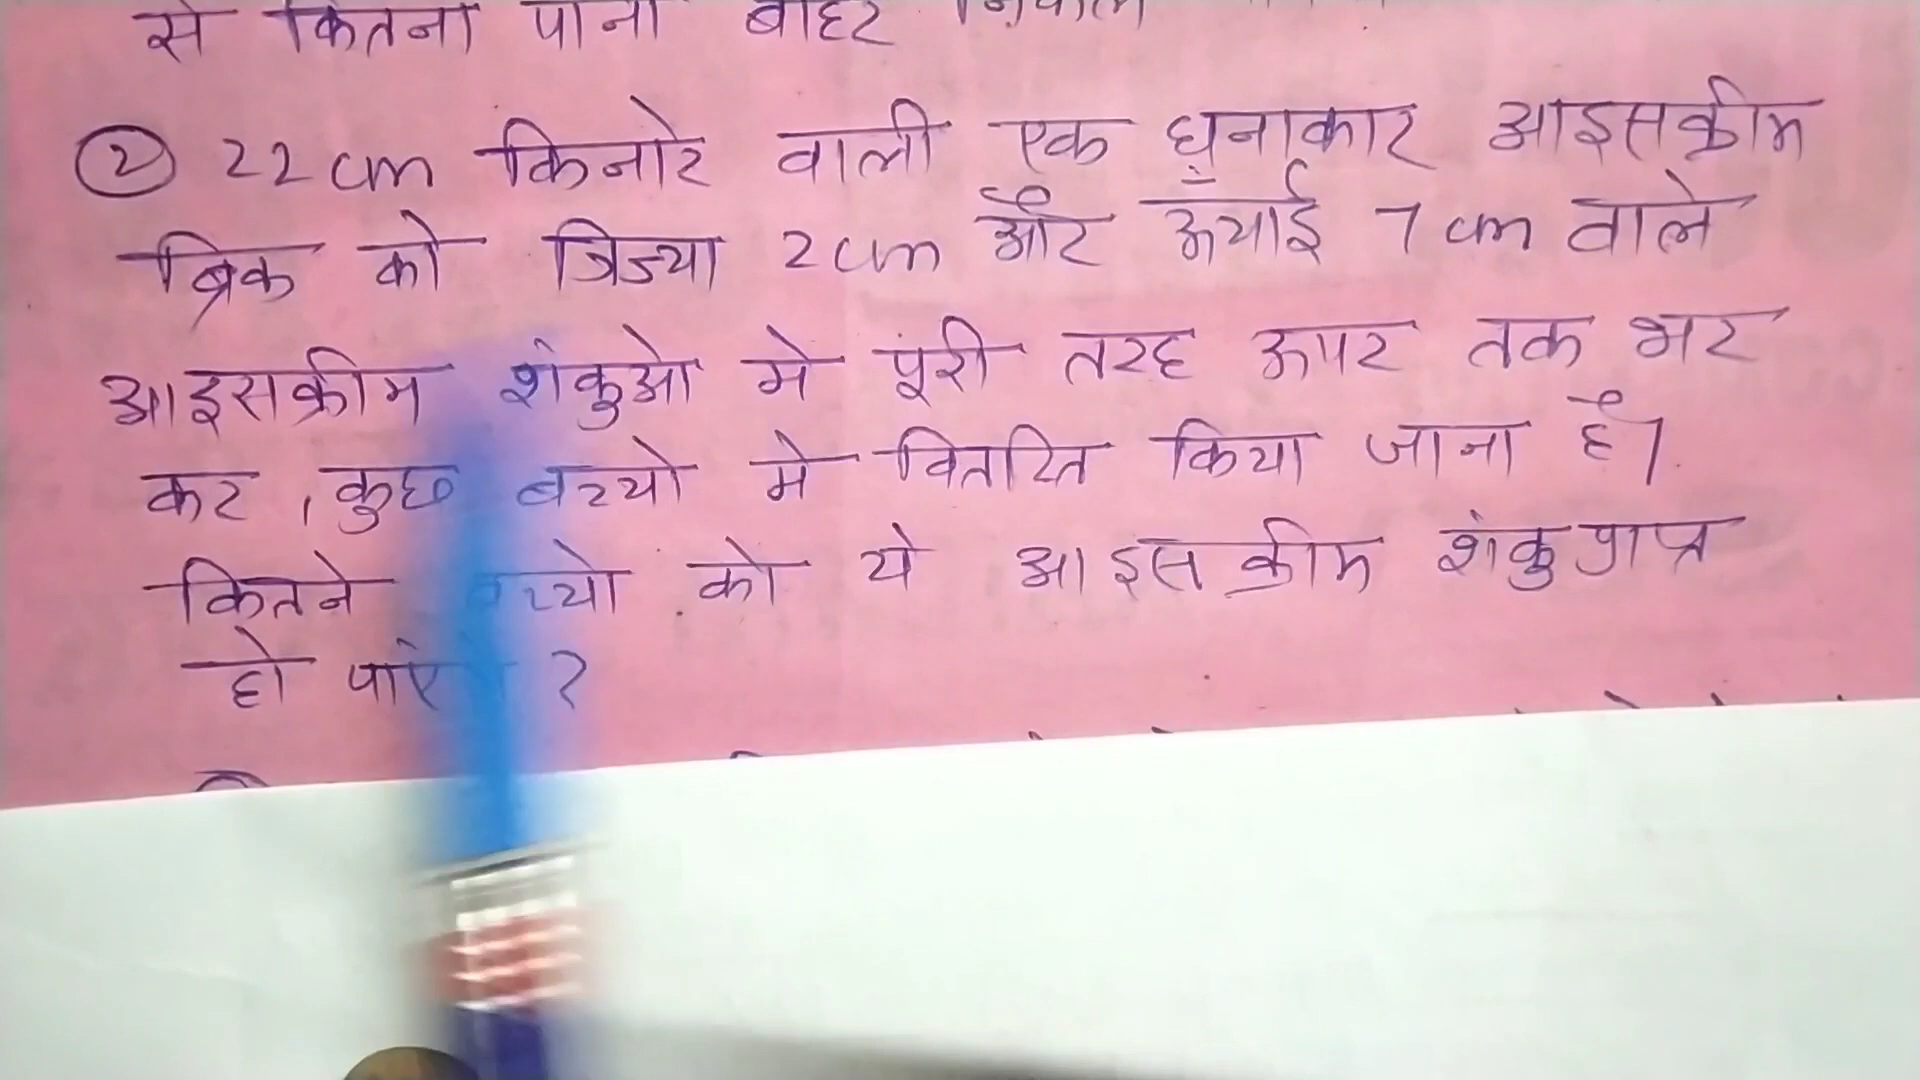 से कितना पानी बाहर
② 22 cm किनारे वाली एक घनाकार आइसक्रीम
ब्रिक को त्रिज्या 2 cm और ऊंचाई 7 cm वाले
आइसक्रीम शंकुओ मे पूरी तरह ऊपर तक भर
कर, कुछ बच्चो मे वितरित किया जाना है।
कितने बच्चो को ये आइसक्रीम शंकु प्राप्त
हो ?